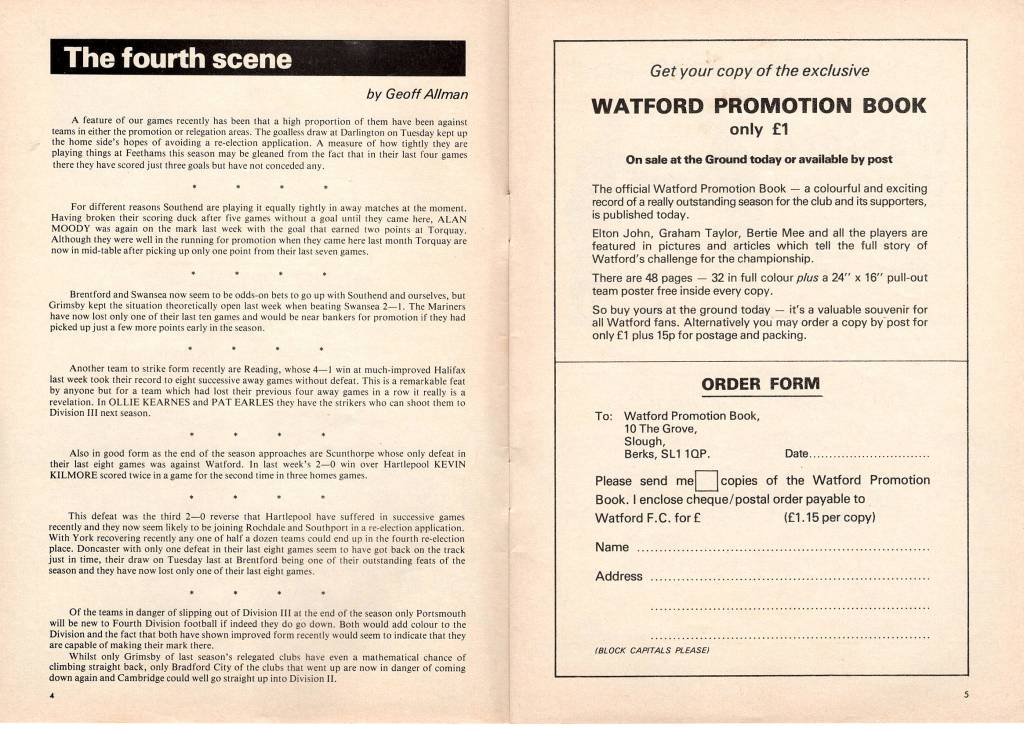 The fourth scene
by Geoff Allman
A feature of our games recently has been that a high proportion of them have been against
teams in either the promotion or relegation areas. The goalless draw at Darlington on Tuesday kept up
the home side's hopes of avoiding a re-election application. A measure of how tightly they are
playing things at Feethams this season may be gleaned from the fact that in their last four games
there they have scored just three goals but have not conceded any.
* * * *
For different reasons Southend are playing it equally tightly in away matches at the moment.
Having broken their scoring duck after five games without a goal until they came here, ALAN
MOODY was again on the mark last week with the goal that earned two points at Torquay.
Although they were well in the running for promotion when they came here last month Torquay are
now in mid-table after picking up only one point from their last seven games.
* * * *
Brentford and Swansea now seem to be odds-on bets to go up with Southend and ourselves, but
Grimsby kept the situation theoretically open last week when beating Swansea 2—1. The Mariners
have now lost only one of their last ten games and would be near bankers for promotion if they had
picked up just a few more points early in the season.
* * * *
Another team to strike form recently are Reading, whose 4—1 win at much-improved Halifax
last week took their record to eight successive away games without defeat. This is a remarkable feat
by anyone but for a team which had lost their previous four away games in a row it really is a
revelation. In OLLIE KEARNES and PAT EARLES they have the strikers who can shoot them to
Division III next season.
* * * *
Also in good form as the end of the season approaches are Scunthorpe whose only defeat in
their last eight games was against Watford. In last week's 2—0 win over Hartlepool KEVIN
KILMORE scored twice in a game for the second time in three homes games.
* * * *
This defeat was the third 2—0 reverse that Hartlepool have suffered in successive games
recently and they now seem likely to be joining Rochdale and Southport in a re-election application.
With York recovering recently any one of half a dozen teams could end up in the fourth re-election
place. Doncaster with only one defeat in their last eight games seem to have got back on the track
just in time, their draw on Tuesday last at Brentford being one of their outstanding feats of the
season and they have now lost only one of their last eight games.
* * * *
Of the teams in danger of slipping out of Division III at the end of the season only Portsmouth
will be new to Fourth Division football if indeed they do go down. Both would add colour to the
Division and the fact that both have shown improved form recently would seem to indicate that they
are capable of making their mark there.
Whilst only Grimsby of last season's relegated clubs have even a mathematical chance of
climbing straight back, only Bradford City of the clubs that went up are now in danger of coming
down again and Cambridge could well go straight up into Division II.
4
Get your copy of the exclusive
WATFORD PROMOTION BOOK
only £1
On sale at the Ground today or available by post
The official Watford Promotion Book — a colourful and exciting
record of a really outstanding season for the club and its supporters,
is published today.
Elton John, Graham Taylor, Bertie Mee and all the players are
featured in pictures and articles which tell the full story of
Watford's challenge for the championship.
There are 48 pages — 32 in full colour plus a 24″ x 16″ pull-out
team poster free inside every copy.
So buy yours at the ground today — it's a valuable souvenir for
all Watford fans. Alternatively you may order a copy by post for
only £1 plus 15p for postage and packing.
ORDER FORM
To: Watford Promotion Book,
10 The Grove,
Slough,
Berks, SL1 1QP. Date..............................
Please send me copies of the Watford Promotion
Book. I enclose cheque/postal order payable to
Watford F.C. for £ (£1.15 per copy)
Name ..............................
Address ..............................
..............................
..............................
(BLOCK CAPITALS PLEASE)
5